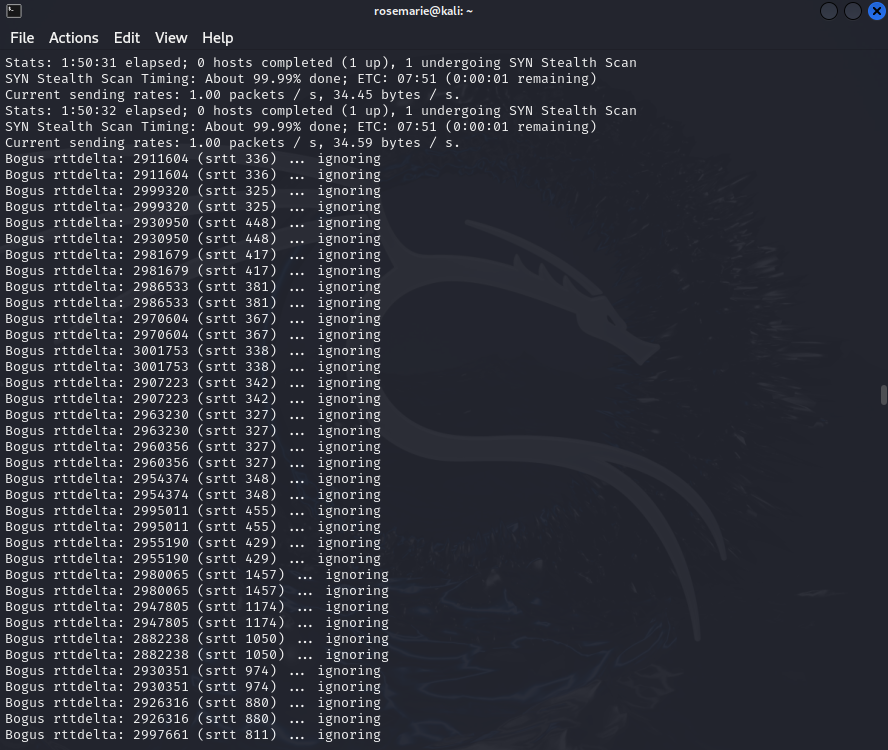 rosemarie@kali: ~
File Actions Edit View Help
Stats: 1:50:31 elapsed; 0 hosts completed (1 up), 1 undergoing SYN Stealth Scan
SYN Stealth Scan Timing: About 99.99% done; ETC: 07:51 (0:00:01 remaining)
Current sending rates: 1.00 packets / s, 34.45 bytes / s.
Stats: 1:50:32 elapsed; 0 hosts completed (1 up), 1 undergoing SYN Stealth Scan
SYN Stealth Scan Timing: About 99.99% done; ETC: 07:51 (0:00:01 remaining)
Current sending rates: 1.00 packets / s, 34.59 bytes / s.
Bogus rttdelta: 2911604 (srtt 336) ... ignoring
Bogus rttdelta: 2911604 (srtt 336) ... ignoring
Bogus rttdelta: 2999320 (srtt 325) ... ignoring
Bogus rttdelta: 2999320 (srtt 325) ... ignoring
Bogus rttdelta: 2930950 (srtt 448) ... ignoring
Bogus rttdelta: 2930950 (srtt 448) ... ignoring
Bogus rttdelta: 2981679 (srtt 417) ... ignoring
Bogus rttdelta: 2981679 (srtt 417) ... ignoring
Bogus rttdelta: 2986533 (srtt 381) ... ignoring
Bogus rttdelta: 2986533 (srtt 381) ... ignoring
Bogus rttdelta: 2970604 (srtt 367) ... ignoring
Bogus rttdelta: 2970604 (srtt 367) ... ignoring
Bogus rttdelta: 3001753 (srtt 338) ... ignoring
Bogus rttdelta: 3001753 (srtt 338) ... ignoring
Bogus rttdelta: 2907223 (srtt 342) ... ignoring
Bogus rttdelta: 2907223 (srtt 342) ... ignoring
Bogus rttdelta: 2963230 (srtt 327) ... ignoring
Bogus rttdelta: 2963230 (srtt 327) ... ignoring
Bogus rttdelta: 2960356 (srtt 327) ... ignoring
Bogus rttdelta: 2960356 (srtt 327) ... ignoring
Bogus rttdelta: 2954374 (srtt 348) ... ignoring
Bogus rttdelta: 2954374 (srtt 348) ... ignoring
Bogus rttdelta: 2995011 (srtt 455) ... ignoring
Bogus rttdelta: 2995011 (srtt 455) ... ignoring
Bogus rttdelta: 2955190 (srtt 429) ... ignoring
Bogus rttdelta: 2955190 (srtt 429) ... ignoring
Bogus rttdelta: 2980065 (srtt 1457) ... ignoring
Bogus rttdelta: 2980065 (srtt 1457) ... ignoring
Bogus rttdelta: 2947805 (srtt 1174) ... ignoring
Bogus rttdelta: 2947805 (srtt 1174) ... ignoring
Bogus rttdelta: 2882238 (srtt 1050) ... ignoring
Bogus rttdelta: 2882238 (srtt 1050) ... ignoring
Bogus rttdelta: 2930351 (srtt 974) ... ignoring
Bogus rttdelta: 2930351 (srtt 974) ... ignoring
Bogus rttdelta: 2926316 (srtt 880) ... ignoring
Bogus rttdelta: 2926316 (srtt 880) ... ignoring
Bogus rttdelta: 2997661 (srtt 811) ... ignoring